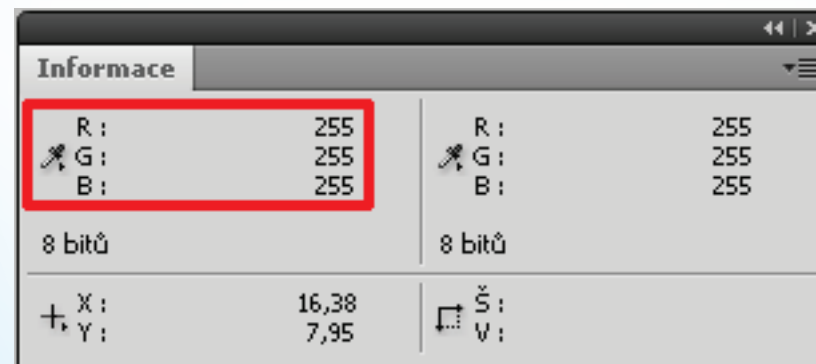 Informace
R: 255 R: 255
G: 255 G: 255
B: 255 B: 255
8 bitů 8 bitů
X: 16,38 Š:
Y: 7,95 V: